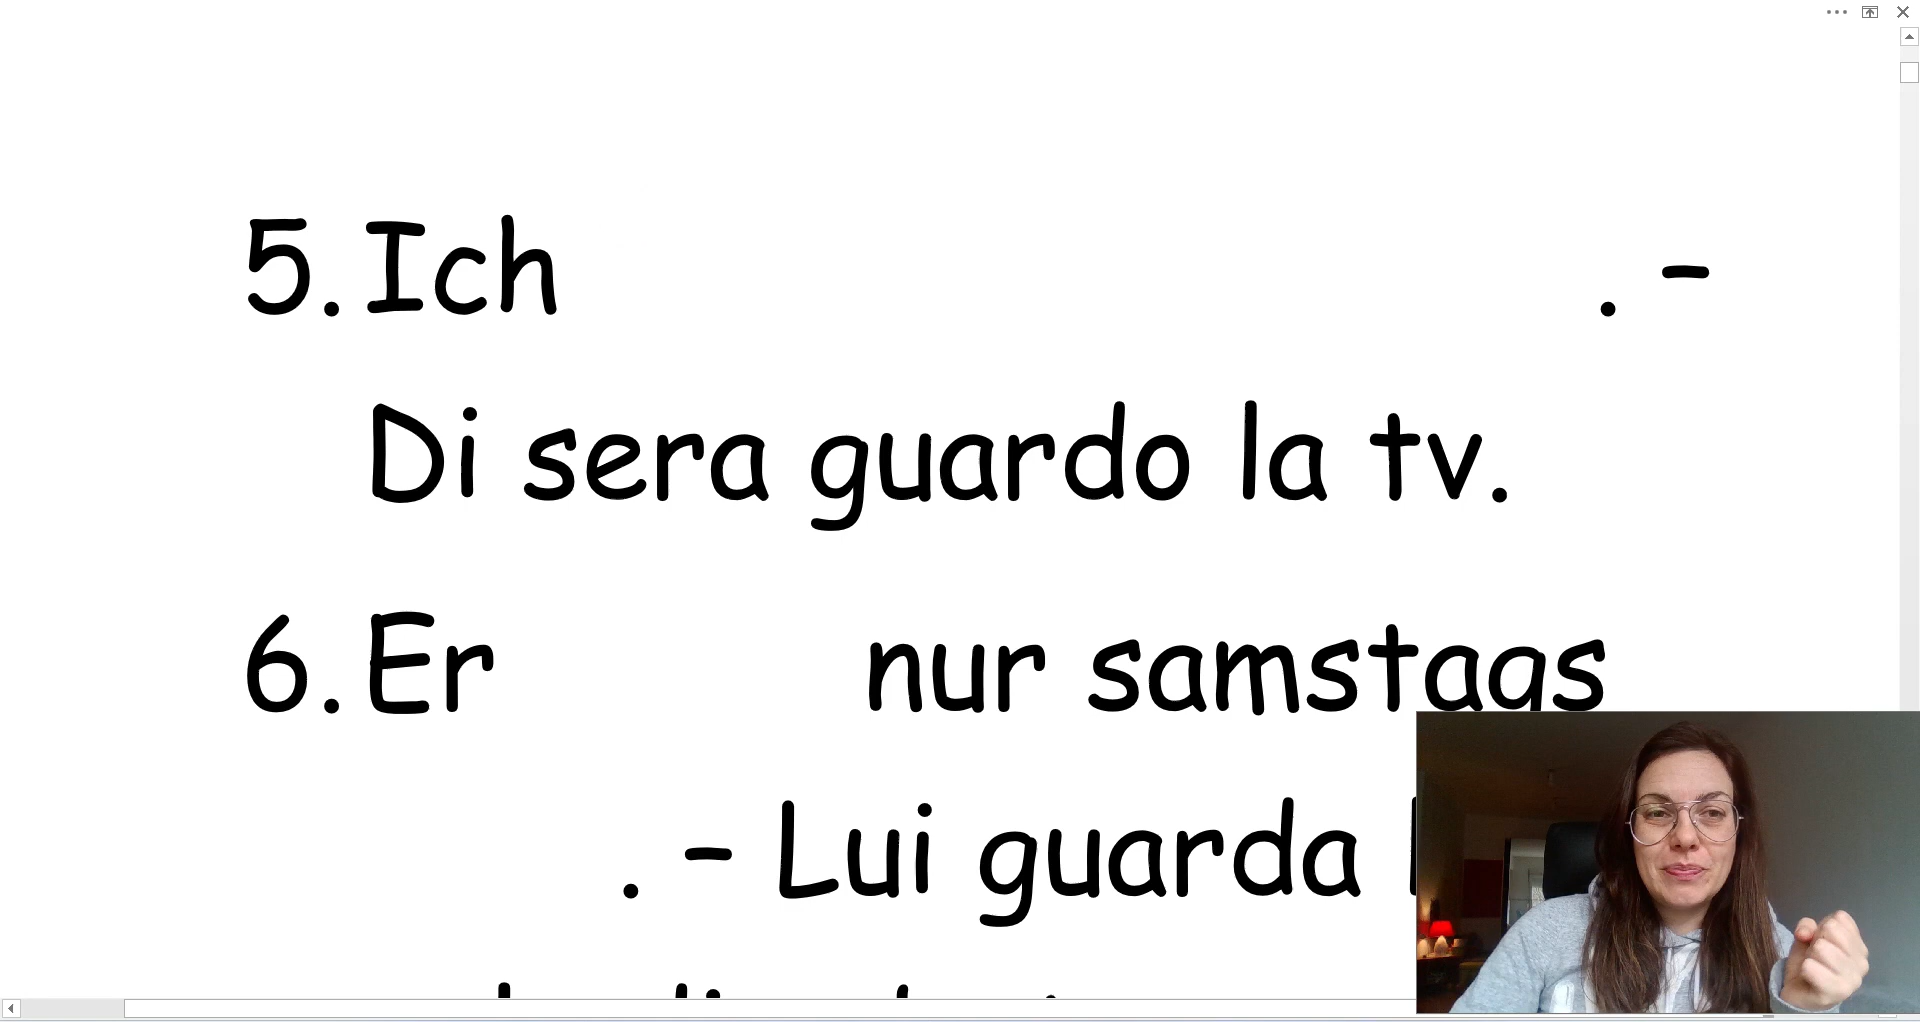 5. Ich . -
Di sera guardo la tv.
6. Er nur samstags
. - Lui guarda